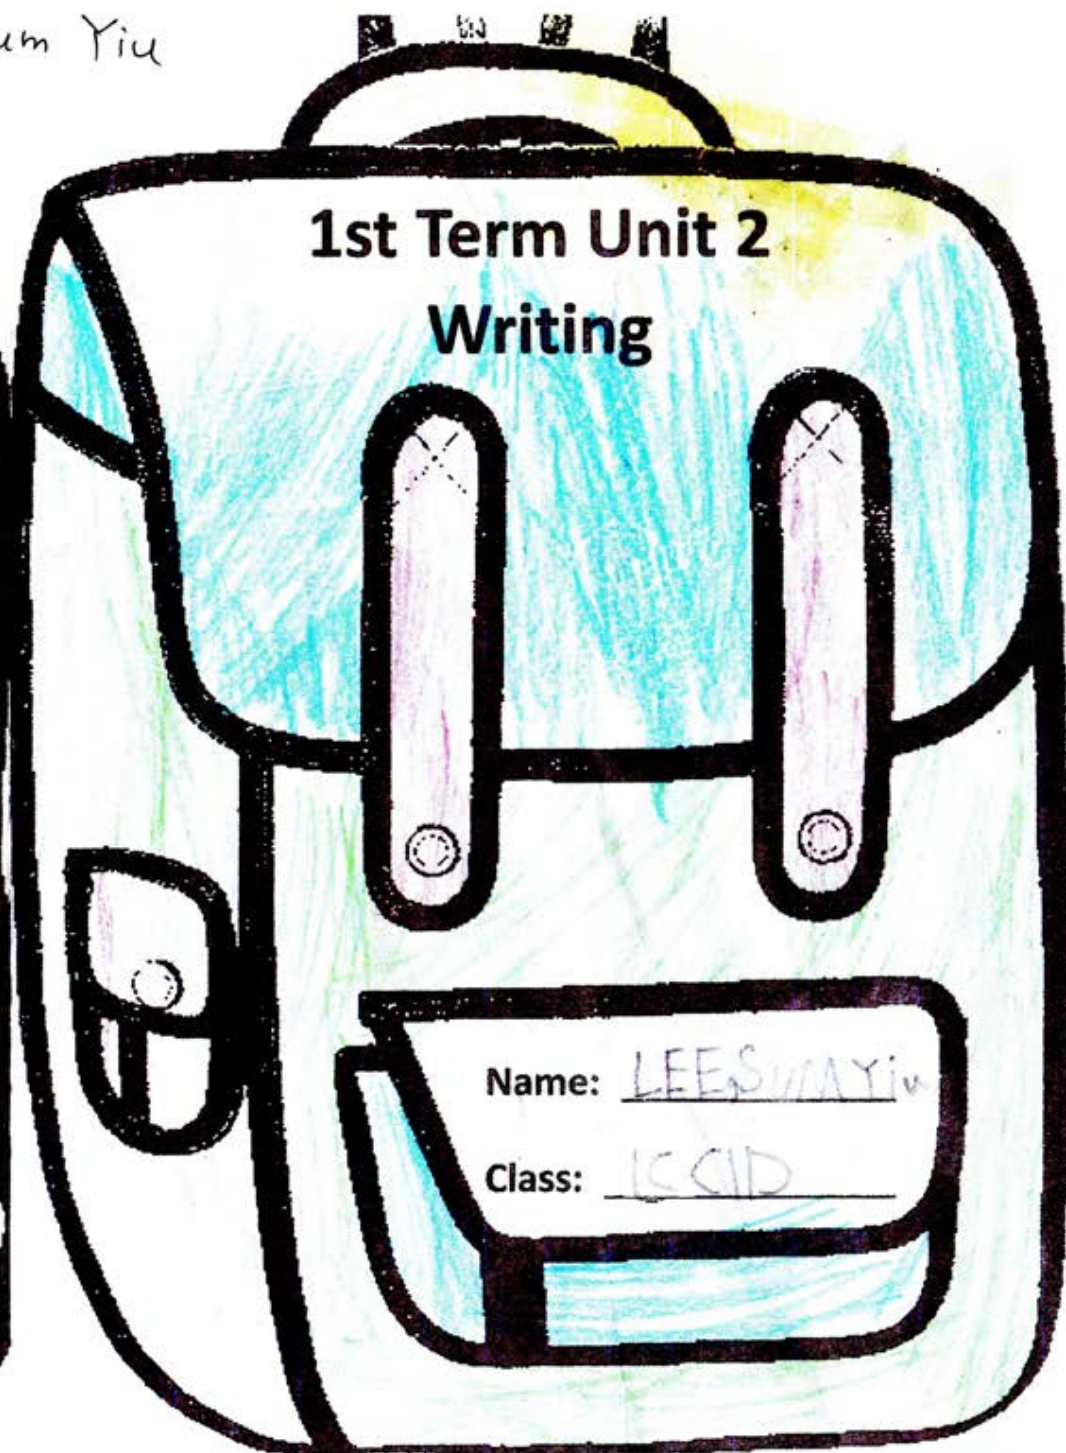 um Yiu
1st Term Unit 2
Writing
Name: LEE SUM Yiu
Class: